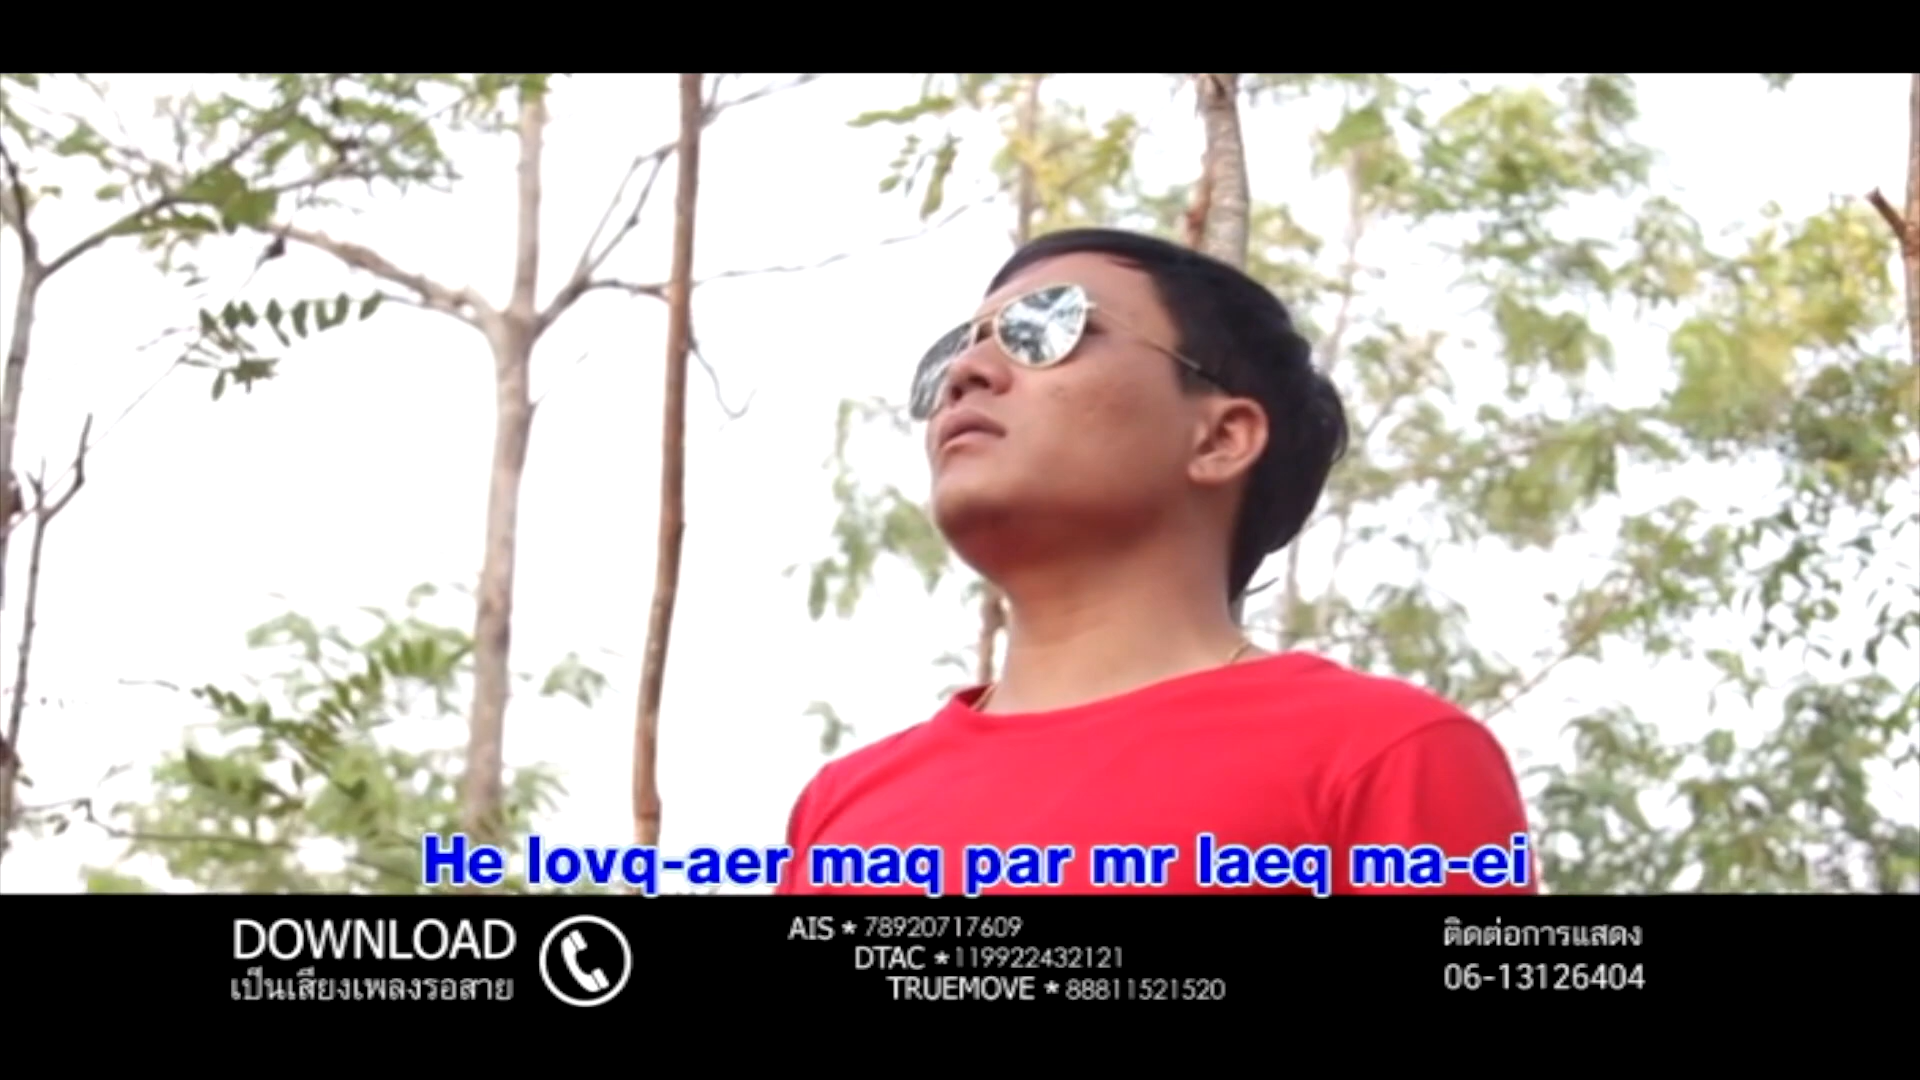 He lovq-aer maq par mr laeq ma-ei
DOWNLOAD
เป็นเสียงเพลงรอสาย
AIS * 78920717609
DTAC *119922432121
TRUEMOVE * 88811521520
ติดต่อการแสดง
06-13126404